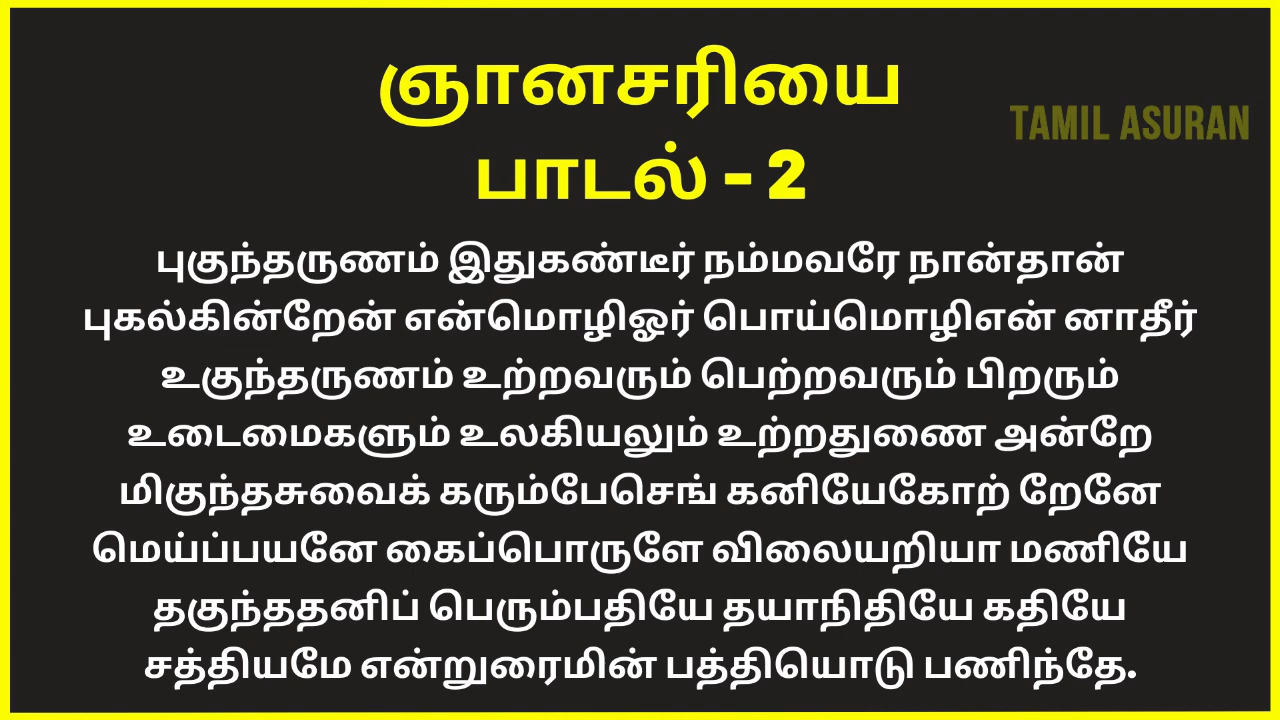 ஞானசரியை
TAMIL ASURAN
பாடல் - 2
புகுந்தருணம் இதுகண்டீர் நம்மவரே நான்தான்
புகல்கின்றேன் என்மொழிஓர் பொய்மொழிஎன் னாதீர்
உகுந்தருணம் உற்றவரும் பெற்றவரும் பிறரும்
உடைமைகளும் உலகியலும் உற்றதுணை அன்றே
மிகுந்தசுவைக் கரும்பேசெங் கனியேகோற் றேனே
மெய்ப்பயனே கைப்பொருளே விலையறியா மணியே
தகுந்ததனிப் பெரும்பதியே தயாநிதியே கதியே
சத்தியமே என்றுரைமின் பத்தியொடு பணிந்தே.